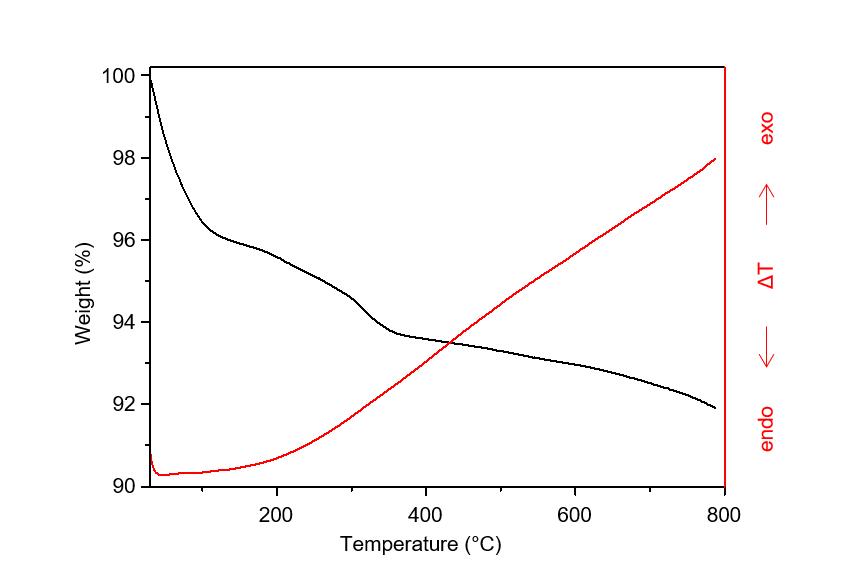 100
98
96
94
92
90
Weight (%)
200
400
600
800
Temperature (°C)
exo
ΔT
endo